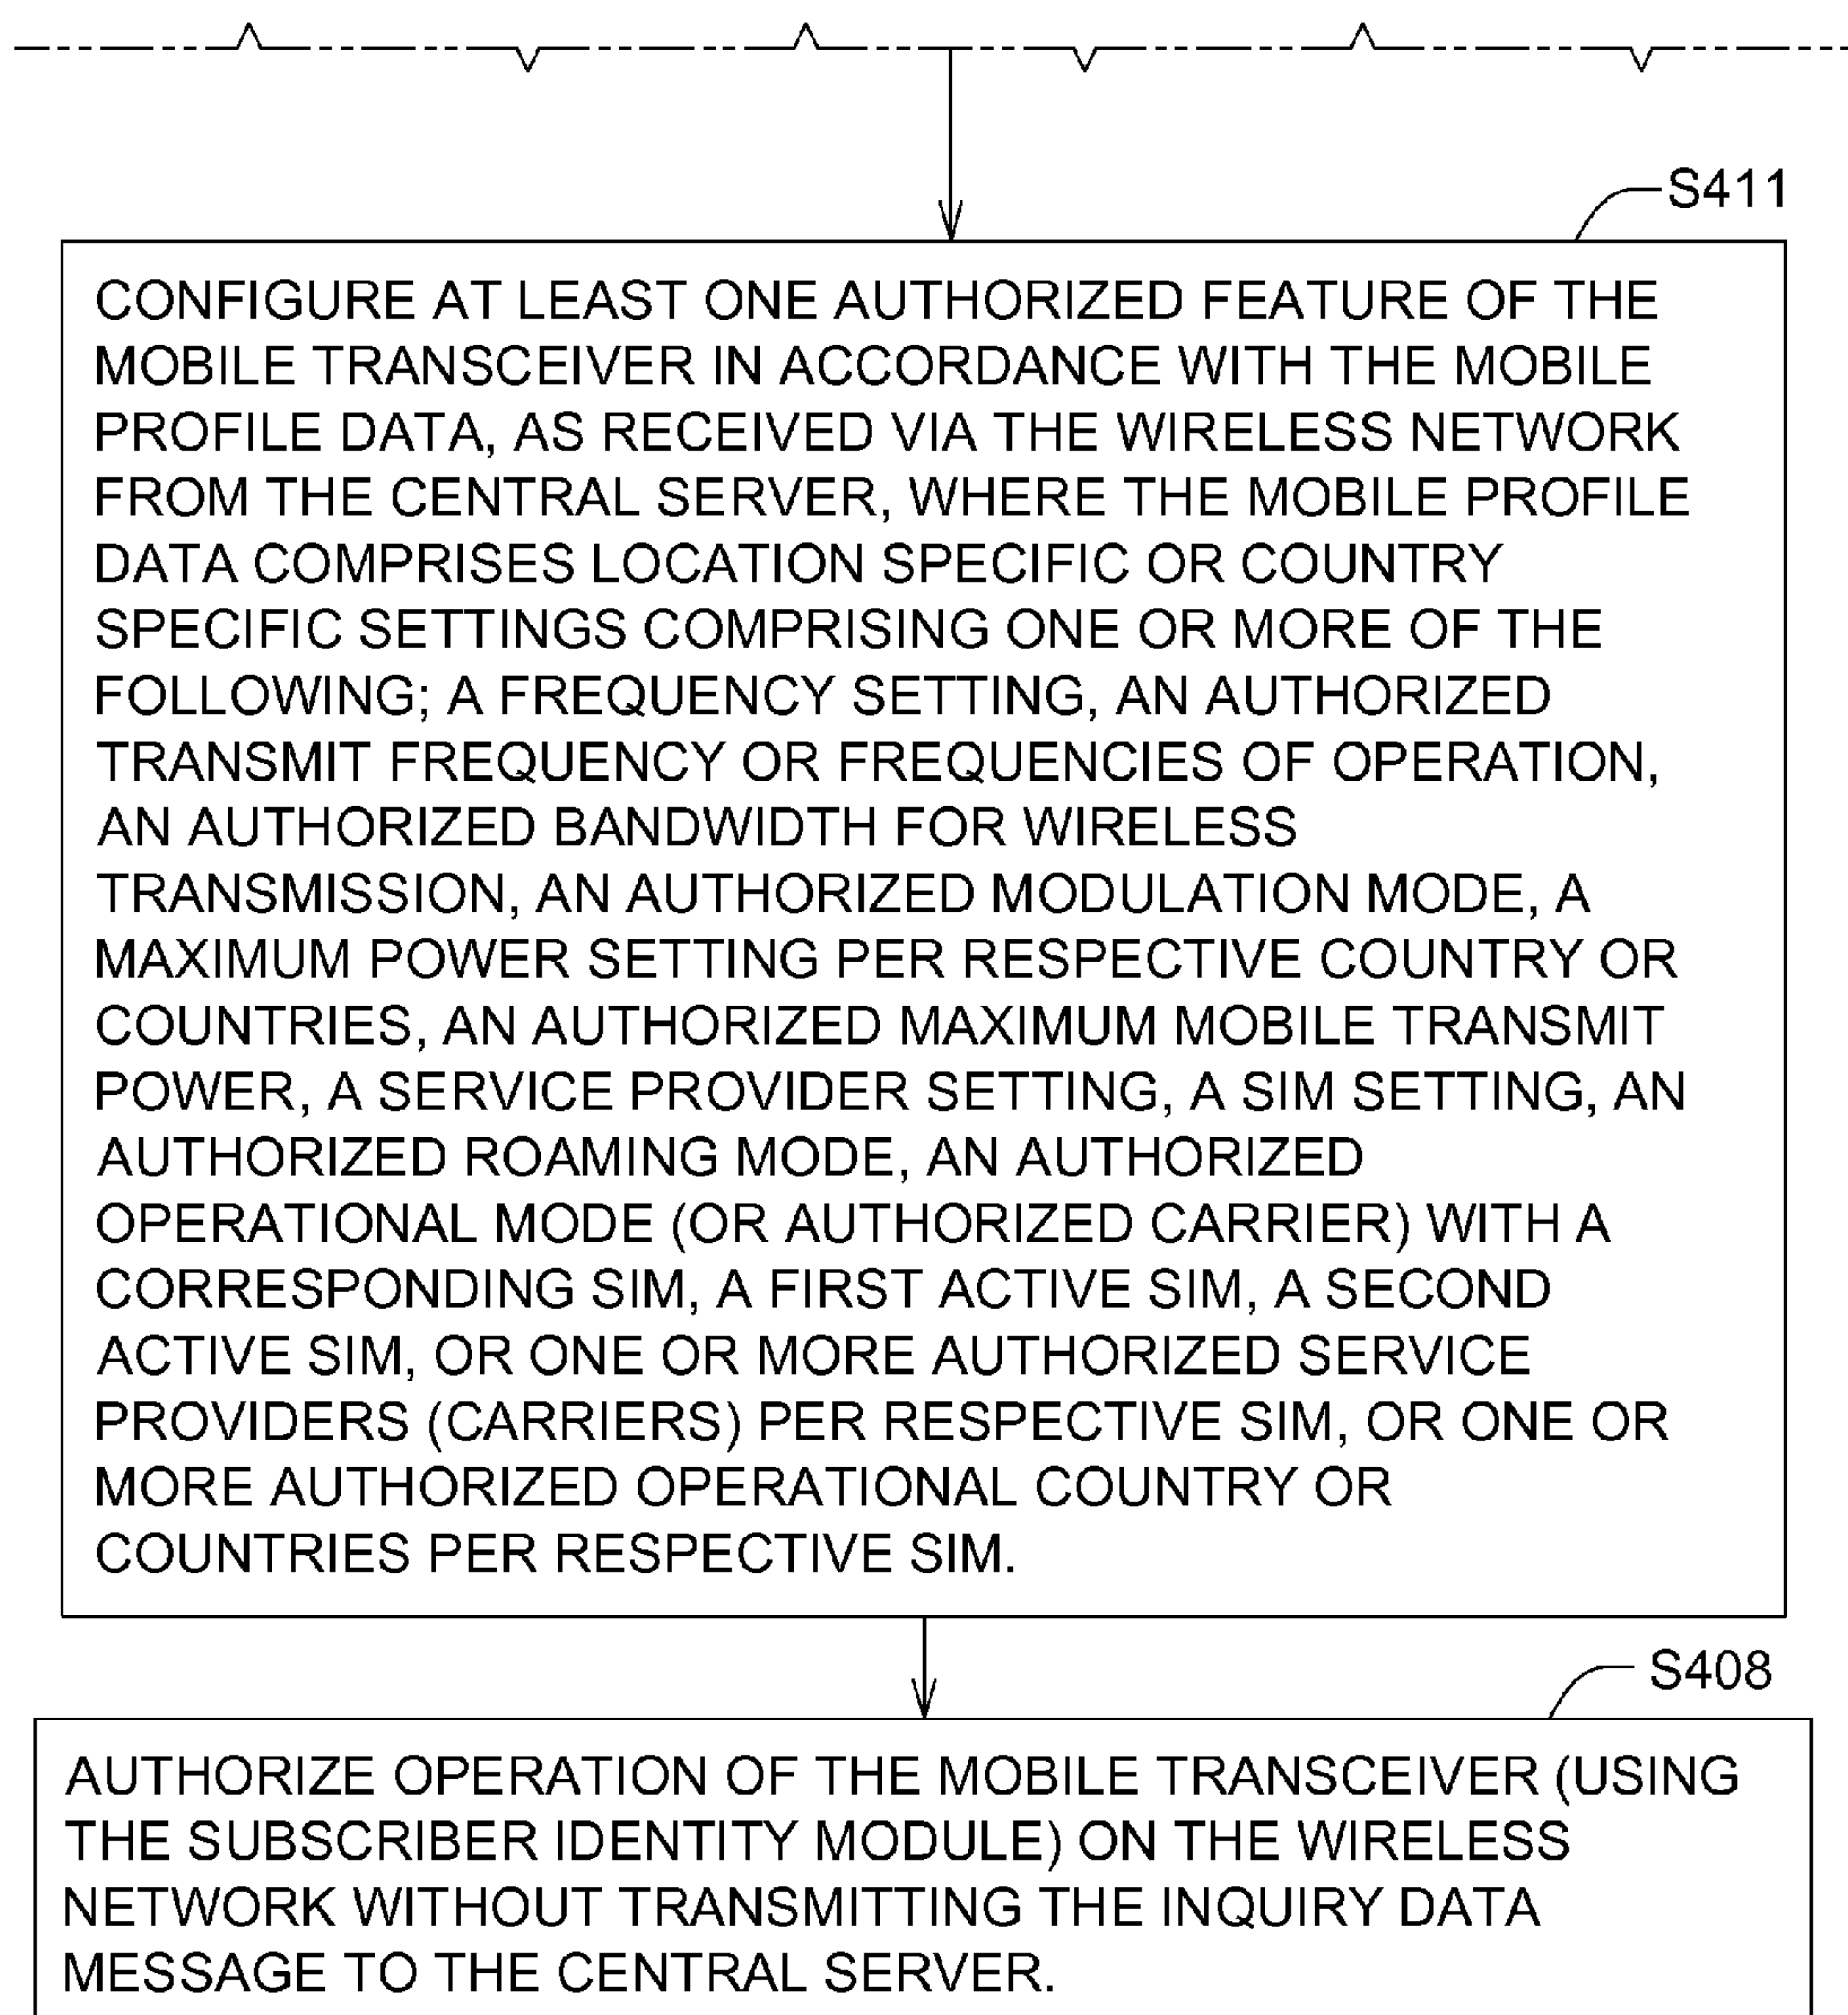 S411
CONFIGURE AT LEAST ONE AUTHORIZED FEATURE OF THE
MOBILE TRANSCEIVER IN ACCORDANCE WITH THE MOBILE
PROFILE DATA, AS RECEIVED VIA THE WIRELESS NETWORK
FROM THE CENTRAL SERVER, WHERE THE MOBILE PROFILE
DATA COMPRISES LOCATION SPECIFIC OR COUNTRY
SPECIFIC SETTINGS COMPRISING ONE OR MORE OF THE
FOLLOWING; A FREQUENCY SETTING, AN AUTHORIZED
TRANSMIT FREQUENCY OR FREQUENCIES OF OPERATION,
AN AUTHORIZED BANDWIDTH FOR WIRELESS
TRANSMISSION, AN AUTHORIZED MODULATION MODE, A
MAXIMUM POWER SETTING PER RESPECTIVE COUNTRY OR
COUNTRIES, AN AUTHORIZED MAXIMUM MOBILE TRANSMIT
POWER, A SERVICE PROVIDER SETTING, A SIM SETTING, AN
AUTHORIZED ROAMING MODE, AN AUTHORIZED
OPERATIONAL MODE (OR AUTHORIZED CARRIER) WITH A
CORRESPONDING SIM, A FIRST ACTIVE SIM, A SECOND
ACTIVE SIM, OR ONE OR MORE AUTHORIZED SERVICE
PROVIDERS (CARRIERS) PER RESPECTIVE SIM, OR ONE OR
MORE AUTHORIZED OPERATIONAL COUNTRY OR
COUNTRIES PER RESPECTIVE SIM.
S408
AUTHORIZE OPERATION OF THE MOBILE TRANSCEIVER (USING
THE SUBSCRIBER IDENTITY MODULE) ON THE WIRELESS
NETWORK WITHOUT TRANSMITTING THE INQUIRY DATA
MESSAGE TO THE CENTRAL SERVER.